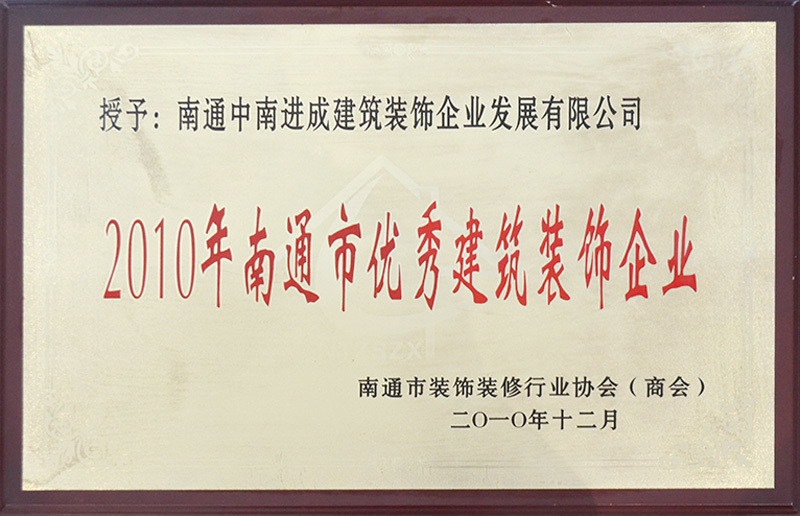 授予：南通中南进成建筑装饰企业发展有限公司
2010年南通市优秀建筑装饰企业
南通市装饰装修行业协会（商会）
二〇一〇年十二月